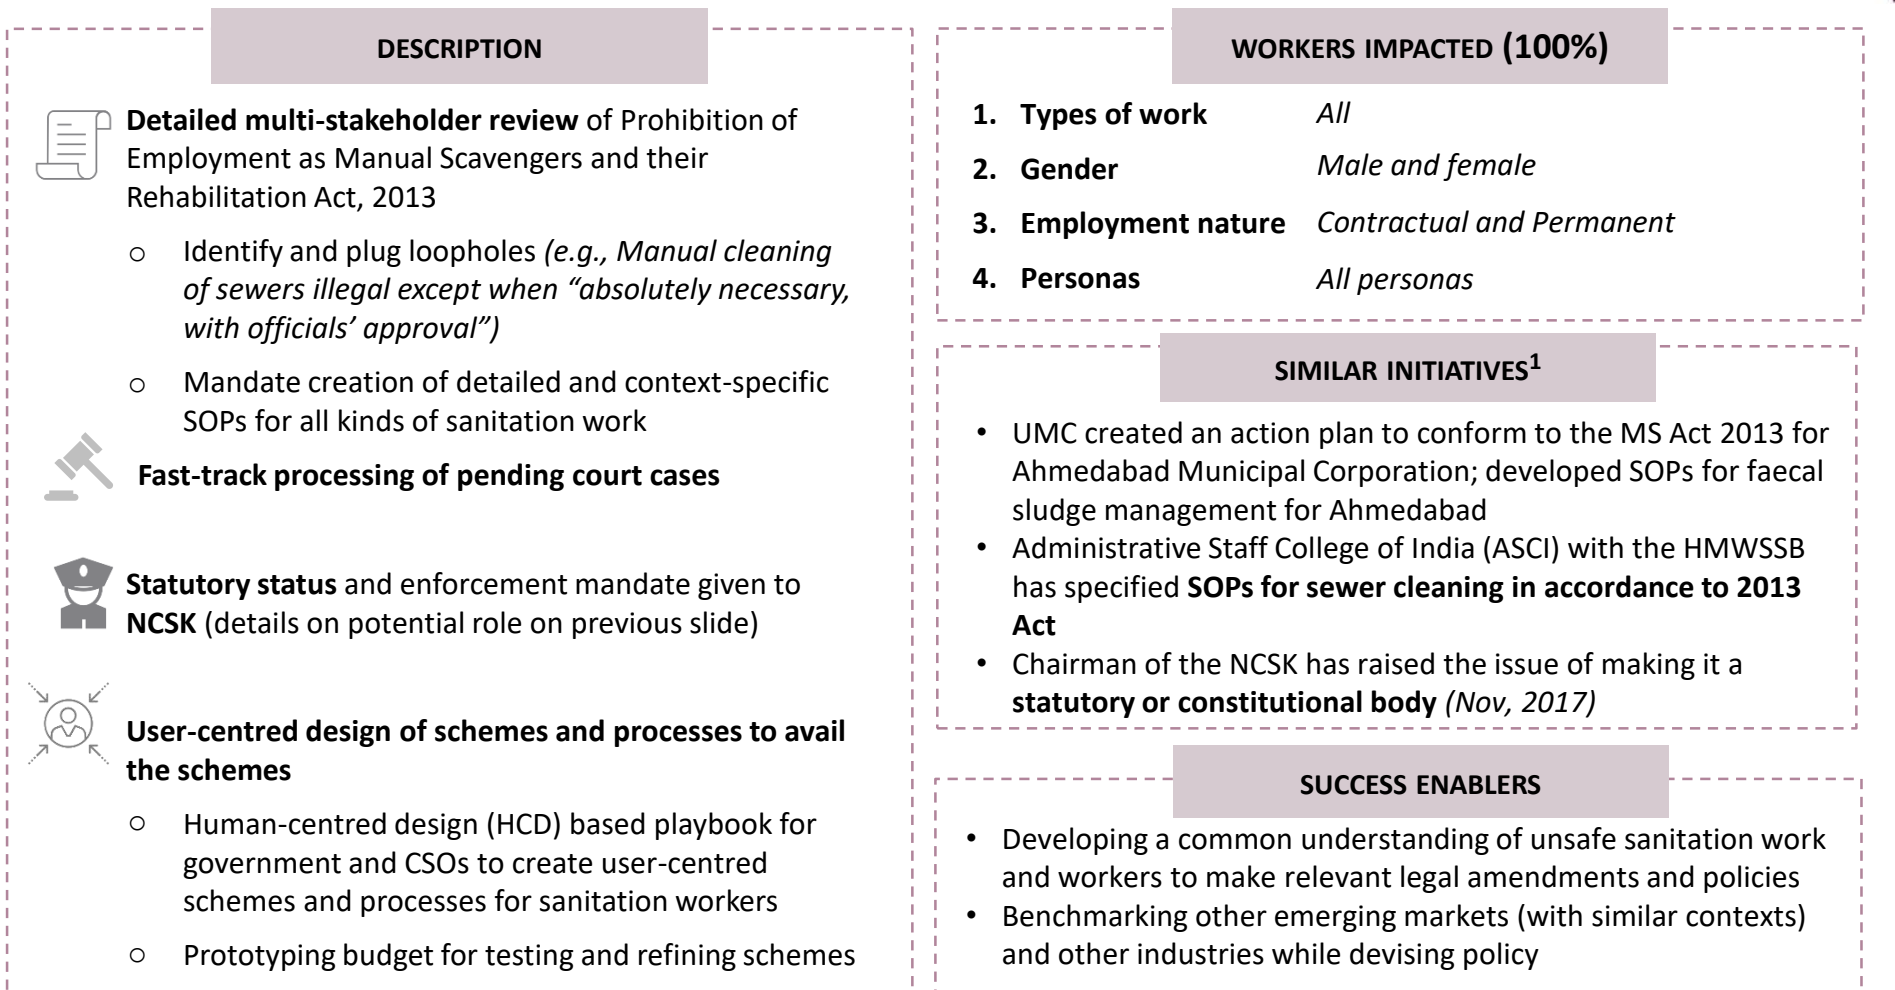 DESCRIPTION
Detailed multi-stakeholder review of Prohibition of
Employment as Manual Scavengers and their
Rehabilitation Act, 2013
o Identify and plug loopholes (e.g., Manual cleaning
of sewers illegal except when “absolutely necessary,
with officials’ approval”)
o Mandate creation of detailed and context-specific
SOPs for all kinds of sanitation work
Fast-track processing of pending court cases
Statutory status and enforcement mandate given to
NCSK (details on potential role on previous slide)
User-centred design of schemes and processes to avail
the schemes
o Human-centred design (HCD) based playbook for
government and CSOs to create user-centred
schemes and processes for sanitation workers
o Prototyping budget for testing and refining schemes
WORKERS IMPACTED (100%)
1. Types of work All
2. Gender Male and female
3. Employment nature Contractual and Permanent
4. Personas All personas
SIMILAR INITIATIVES1
• UMC created an action plan to conform to the MS Act 2013 for
Ahmedabad Municipal Corporation; developed SOPs for faecal
sludge management for Ahmedabad
• Administrative Staff College of India (ASCI) with the HMWSSB
has specified SOPs for sewer cleaning in accordance to 2013
Act
• Chairman of the NCSK has raised the issue of making it a
statutory or constitutional body (Nov, 2017)
SUCCESS ENABLERS
• Developing a common understanding of unsafe sanitation work
and workers to make relevant legal amendments and policies
• Benchmarking other emerging markets (with similar contexts)
and other industries while devising policy